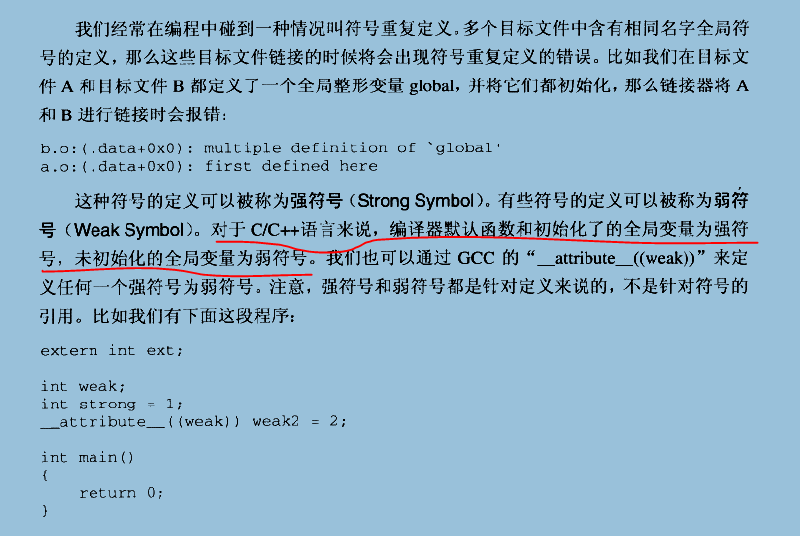 我们经常在编程中碰到一种情况叫符号重复定义。多个目标文件中含有相同名字全局符
号的定义，那么这些目标文件链接的时候将会出现符号重复定义的错误。比如我们在目标文
件 A 和目标文件 B 都定义了一个全局整形变量 global，并将它们都初始化，那么链接器将 A
和 B 进行链接时会报错：
b.o:(.data+0x0): multiple definition of `global'
a.o:(.data+0x0): first defined here
这种符号的定义可以被称为强符号（Strong Symbol）。有些符号的定义可以被称为弱符
号（Weak Symbol）。对于 C/C++语言来说，编译器默认函数和初始化了的全局变量为强符
号，未初始化的全局变量为弱符号。我们也可以通过 GCC 的“__attribute__((weak))”来定
义任何一个强符号为弱符号。注意，强符号和弱符号都是针对定义来说的，不是针对符号的
引用。比如我们有下面这段程序：
extern int ext;
int weak;
int strong = 1;
__attribute__((weak)) weak2 = 2;
int main()
{
return 0;
}